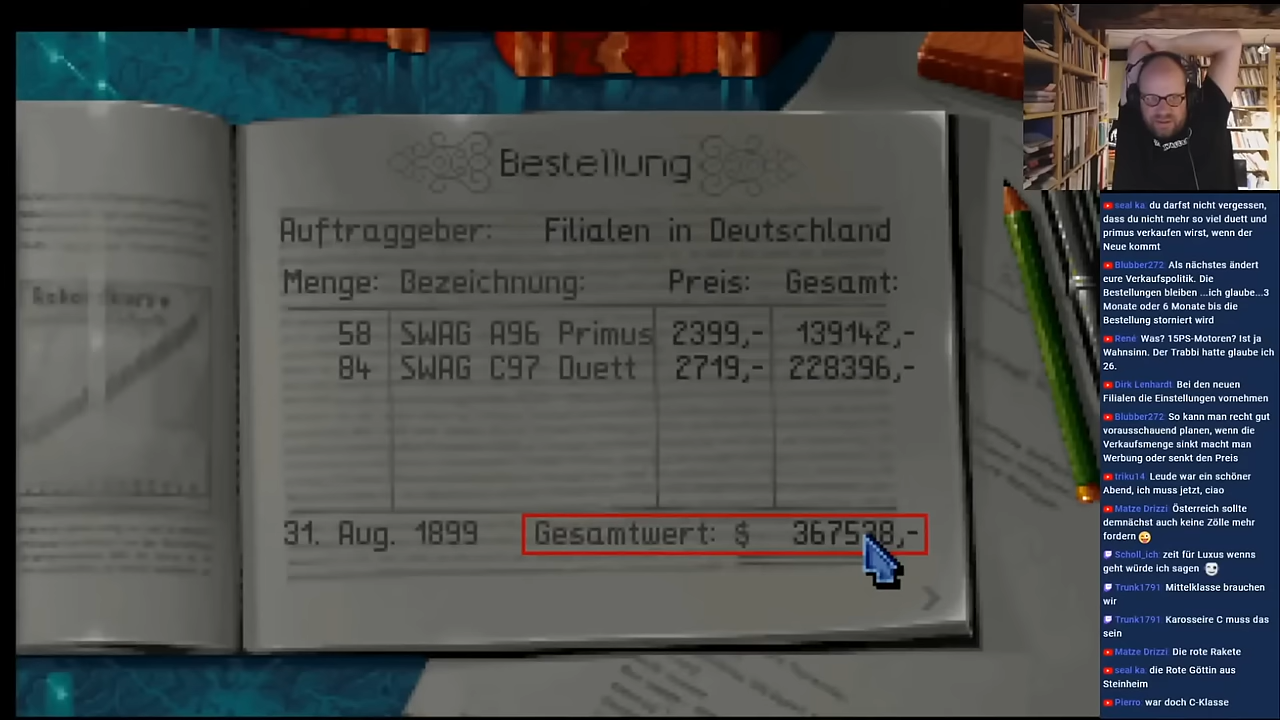 Bestellung
Auftraggeber: Filialen in Deutschland
Menge: Bezeichnung: Preis: Gesamt:
58 SWAG A96 Primus 2399,- 139142,-
84 SWAG C97 Duett 2719,- 228396,-
31. Aug. 1899 Gesamtwert: $ 367538,-
seal ka du darfst nicht vergessen,
dass du nicht mehr so viel duett und
primus verkaufen wirst, wenn der
Neue kommt
Blubber272 Als nächstes ändert
eure Verkaufspolitik. Die
Bestellungen bleiben ...ich glaube...3
Monate oder 6 Monate bis die
Bestellung storniert wird
René Was? 15PS-Motoren? Ist ja
Wahnsinn. Der Trabbi hatte glaube ich
26.
Dirk Lenhardt Bei den neuen
Filialen die Einstellungen vornehmen
Blubber272 So kann man recht gut
vorausschauend planen, wenn die
Verkaufsmenge sinkt macht man
Werbung oder senkt den Preis
triku14 Leude war ein schöner
Abend, ich muss jetzt, ciao
Matze Drizzi Österreich sollte
demnächst auch keine Zölle mehr
fordern 😜
Scholl_ich zeit für Luxus wenns
geht würde ich sagen
Trunk1791 Mittelklasse brauchen
wir
Trunk1791 Karosseire C muss das
sein
Matze Drizzi Die rote Rakete
seal ka die Rote Göttin aus
Steinheim
Pierro war doch C-Klasse